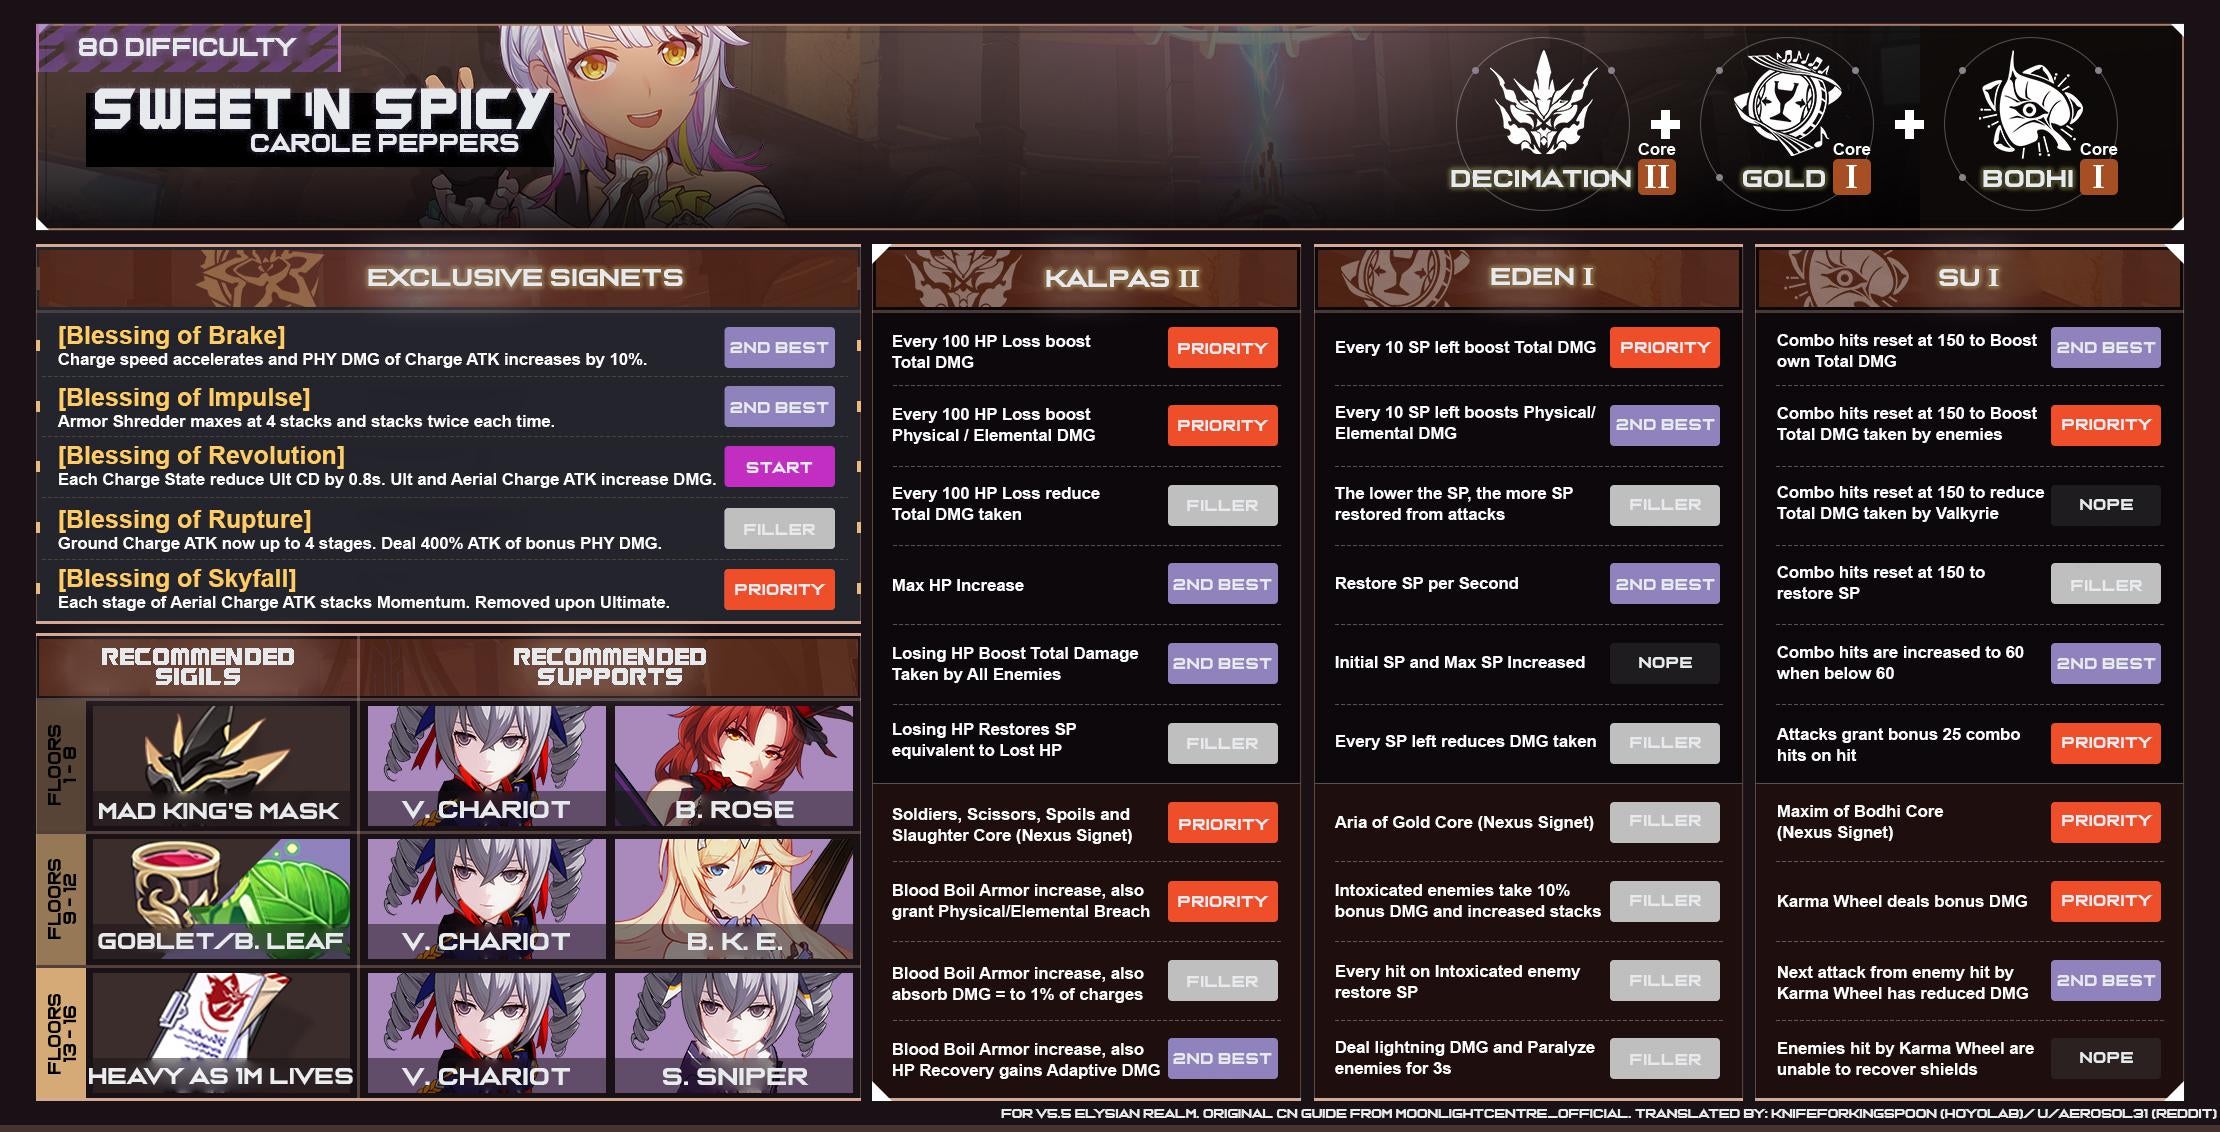 80 DIFFICULTY
SWEET 'N SPICY
CAROLE PEPPERS
DECIMATION Core II
+
GOLD Core I
+
BODHI Core I
EXCLUSIVE SIGNETS
[Blessing of Brake]
Charge speed accelerates and PHY DMG of Charge ATK increases by 10%.
2ND BEST
[Blessing of Impulse]
Armor Shredder maxes at 4 stacks and stacks twice each time.
2ND BEST
[Blessing of Revolution]
Each Charge State reduce Ult CD by 0.8s. Ult and Aerial Charge ATK increase DMG.
START
[Blessing of Rupture]
Ground Charge ATK now up to 4 stages. Deal 400% ATK of bonus PHY DMG.
FILLER
[Blessing of Skyfall]
Each stage of Aerial Charge ATK stacks Momentum. Removed upon Ultimate.
PRIORITY
RECOMMENDED
SIGILS
RECOMMENDED
SUPPORTS
FLOORS
1-8
MAD KING'S MASK
V. CHARIOT
B. ROSE
FLOORS
9-12
GOBLET/B. LEAF
V. CHARIOT
B. K. E.
FLOORS
13-16
HEAVY AS 1M LIVES
V. CHARIOT
S. SNIPER
KALPAS II
Every 100 HP Loss boost
Total DMG
PRIORITY
Every 100 HP Loss boost
Physical / Elemental DMG
PRIORITY
Every 100 HP Loss reduce
Total DMG taken
FILLER
Max HP Increase
2ND BEST
Losing HP Boost Total Damage
Taken by All Enemies
2ND BEST
Losing HP Restores SP
equivalent to Lost HP
FILLER
Soldiers, Scissors, Spoils and
Slaughter Core (Nexus Signet)
PRIORITY
Blood Boil Armor increase, also
grant Physical/Elemental Breach
PRIORITY
Blood Boil Armor increase, also
absorb DMG = to 1% of charges
FILLER
Blood Boil Armor increase, also
HP Recovery gains Adaptive DMG
2ND BEST
EDEN I
Every 10 SP left boost Total DMG
PRIORITY
Every 10 SP left boosts Physical/
Elemental DMG
2ND BEST
The lower the SP, the more SP
restored from attacks
FILLER
Restore SP per Second
2ND BEST
Initial SP and Max SP Increased
NOPE
Every SP left reduces DMG taken
FILLER
Aria of Gold Core (Nexus Signet)
FILLER
Intoxicated enemies take 10%
bonus DMG and increased stacks
FILLER
Every hit on Intoxicated enemy
restore SP
FILLER
Deal lightning DMG and Paralyze
enemies for 3s
FILLER
SU I
Combo hits reset at 150 to Boost
own Total DMG
2ND BEST
Combo hits reset at 150 to Boost
Total DMG taken by enemies
PRIORITY
Combo hits reset at 150 to reduce
Total DMG taken by Valkyrie
NOPE
Combo hits reset at 150 to
restore SP
FILLER
Combo hits are increased to 60
when below 60
2ND BEST
Attacks grant bonus 25 combo
hits on hit
PRIORITY
Maxim of Bodhi Core
(Nexus Signet)
PRIORITY
Karma Wheel deals bonus DMG
PRIORITY
Next attack from enemy hit by
Karma Wheel has reduced DMG
2ND BEST
Enemies hit by Karma Wheel are
unable to recover shields
NOPE
FOR V5.5 ELYSIAN REALM. ORIGINAL CN GUIDE FROM MOONLIGHTCENTRE_OFFICIAL. TRANSLATED BY: KNIFEFORKINGSPOON (HOYOLAB)/ U/AEROSOL31 (REDDIT)